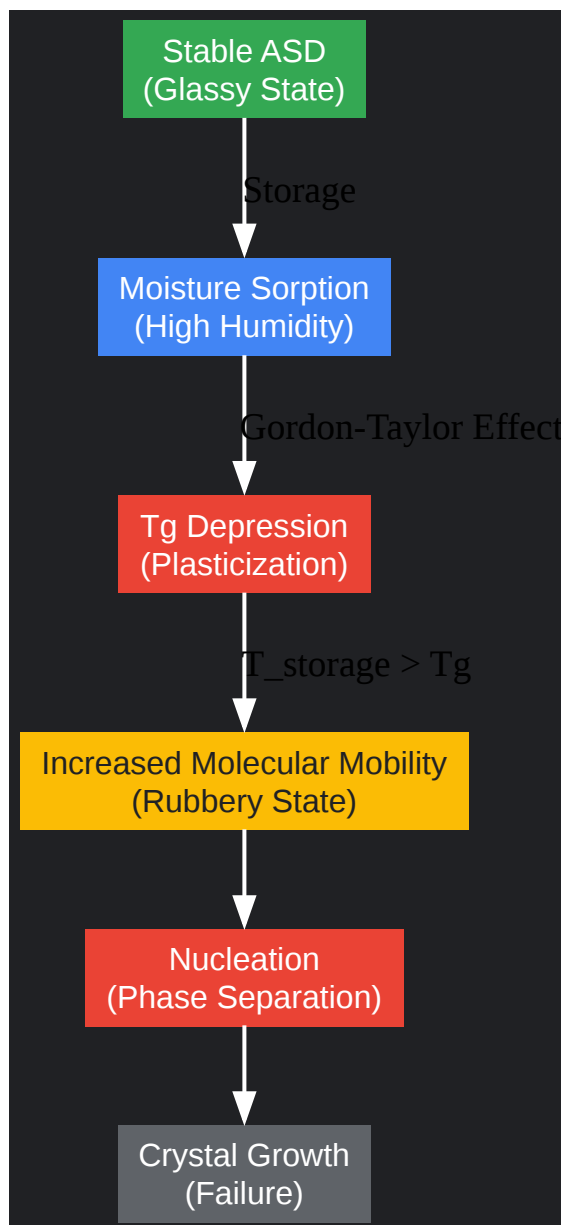 Stable ASD
(Glassy State)
Storage
Moisture Sorption
(High Humidity)
Gordon-Taylor Effect
Tg Depression
(Plasticization)
T_storage > Tg
Increased Molecular Mobility
(Rubbery State)
Nucleation
(Phase Separation)
Crystal Growth
(Failure)